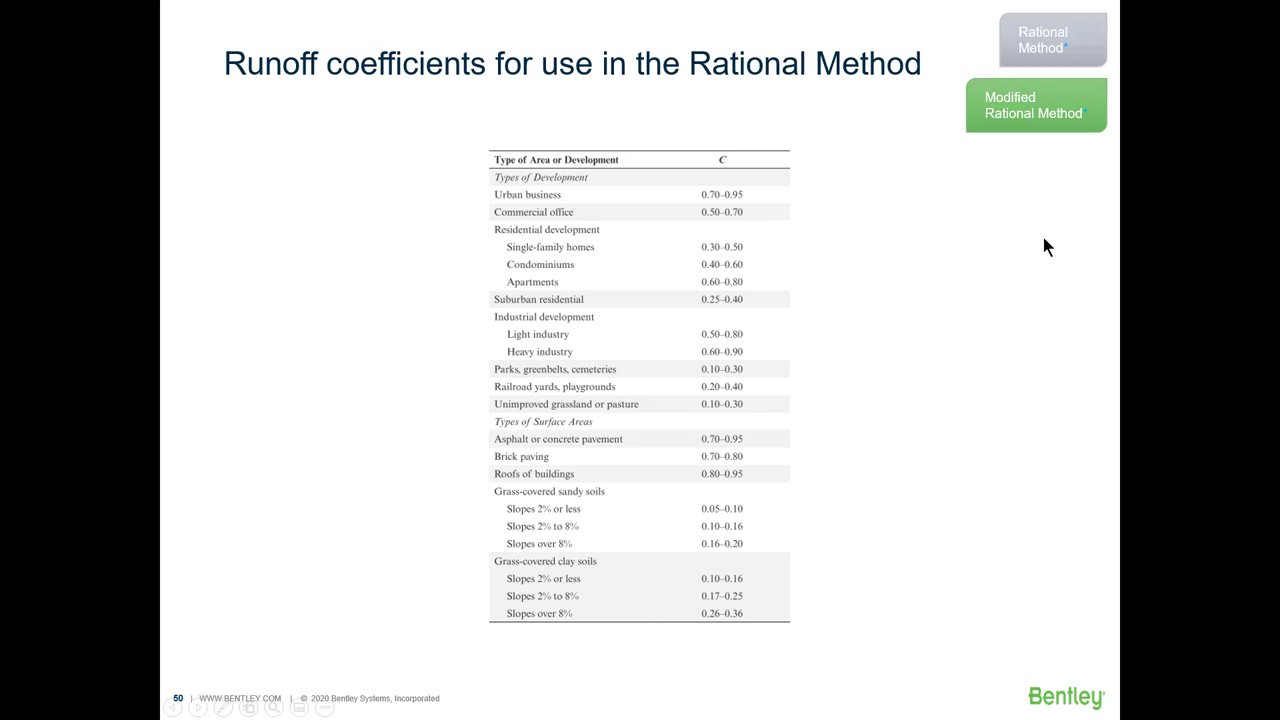 Rational
Method*
Runoff coefficients for use in the Rational Method
Modified
Rational Method*
Type of Area or Development C
Types of Development
Urban business 0.70–0.95
Commercial office 0.50–0.70
Residential development
Single-family homes 0.30–0.50
Condominiums 0.40–0.60
Apartments 0.60–0.80
Suburban residential 0.25–0.40
Industrial development
Light industry 0.50–0.80
Heavy industry 0.60–0.90
Parks, greenbelts, cemeteries 0.10–0.30
Railroad yards, playgrounds 0.20–0.40
Unimproved grassland or pasture 0.10–0.30
Types of Surface Areas
Asphalt or concrete pavement 0.70–0.95
Brick paving 0.70–0.80
Roofs of buildings 0.80–0.95
Grass-covered sandy soils
Slopes 2% or less 0.05–0.10
Slopes 2% to 8% 0.10–0.16
Slopes over 8% 0.16–0.20
Grass-covered clay soils
Slopes 2% or less 0.10–0.16
Slopes 2% to 8% 0.17–0.25
Slopes over 8% 0.26–0.36
50 | WWW.BENTLEY.COM | © 2020 Bentley Systems, Incorporated
Bentley